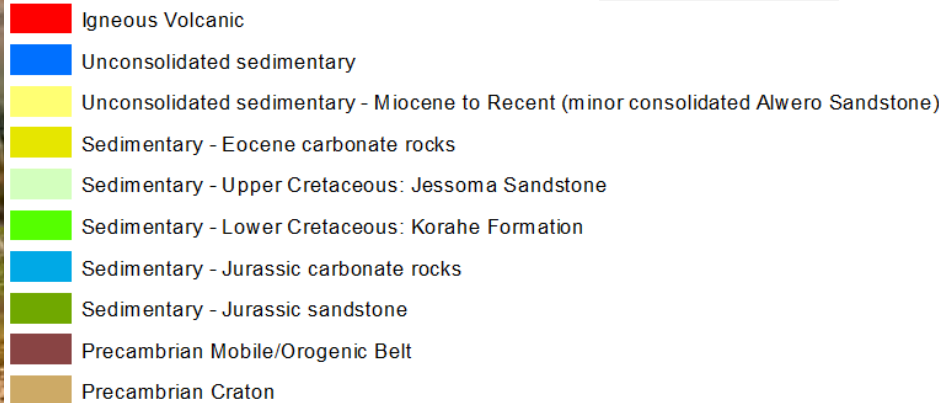 Igneous Volcanic
Unconsolidated sedimentary
Unconsolidated sedimentary - Miocene to Recent (minor consolidated Alwero Sandstone)
Sedimentary - Eocene carbonate rocks
Sedimentary - Upper Cretaceous: Jessoma Sandstone
Sedimentary - Lower Cretaceous: Korahe Formation
Sedimentary - Jurassic carbonate rocks
Sedimentary - Jurassic sandstone
Precambrian Mobile/Orogenic Belt
Precambrian Craton